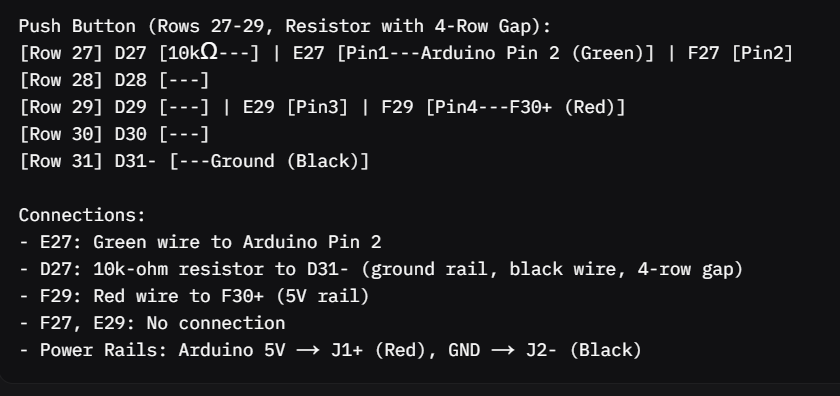 Push Button (Rows 27-29, Resistor with 4-Row Gap):
[Row 27] D27 [10kΩ---] | E27 [Pin1---Arduino Pin 2 (Green)] | F27 [Pin2]
[Row 28] D28 [---]
[Row 29] D29 [---] | E29 [Pin3] | F29 [Pin4---F30+ (Red)]
[Row 30] D30 [---]
[Row 31] D31- [---Ground (Black)]
Connections:
- E27: Green wire to Arduino Pin 2
- D27: 10k-ohm resistor to D31- (ground rail, black wire, 4-row gap)
- F29: Red wire to F30+ (5V rail)
- F27, E29: No connection
- Power Rails: Arduino 5V → J1+ (Red), GND → J2- (Black)